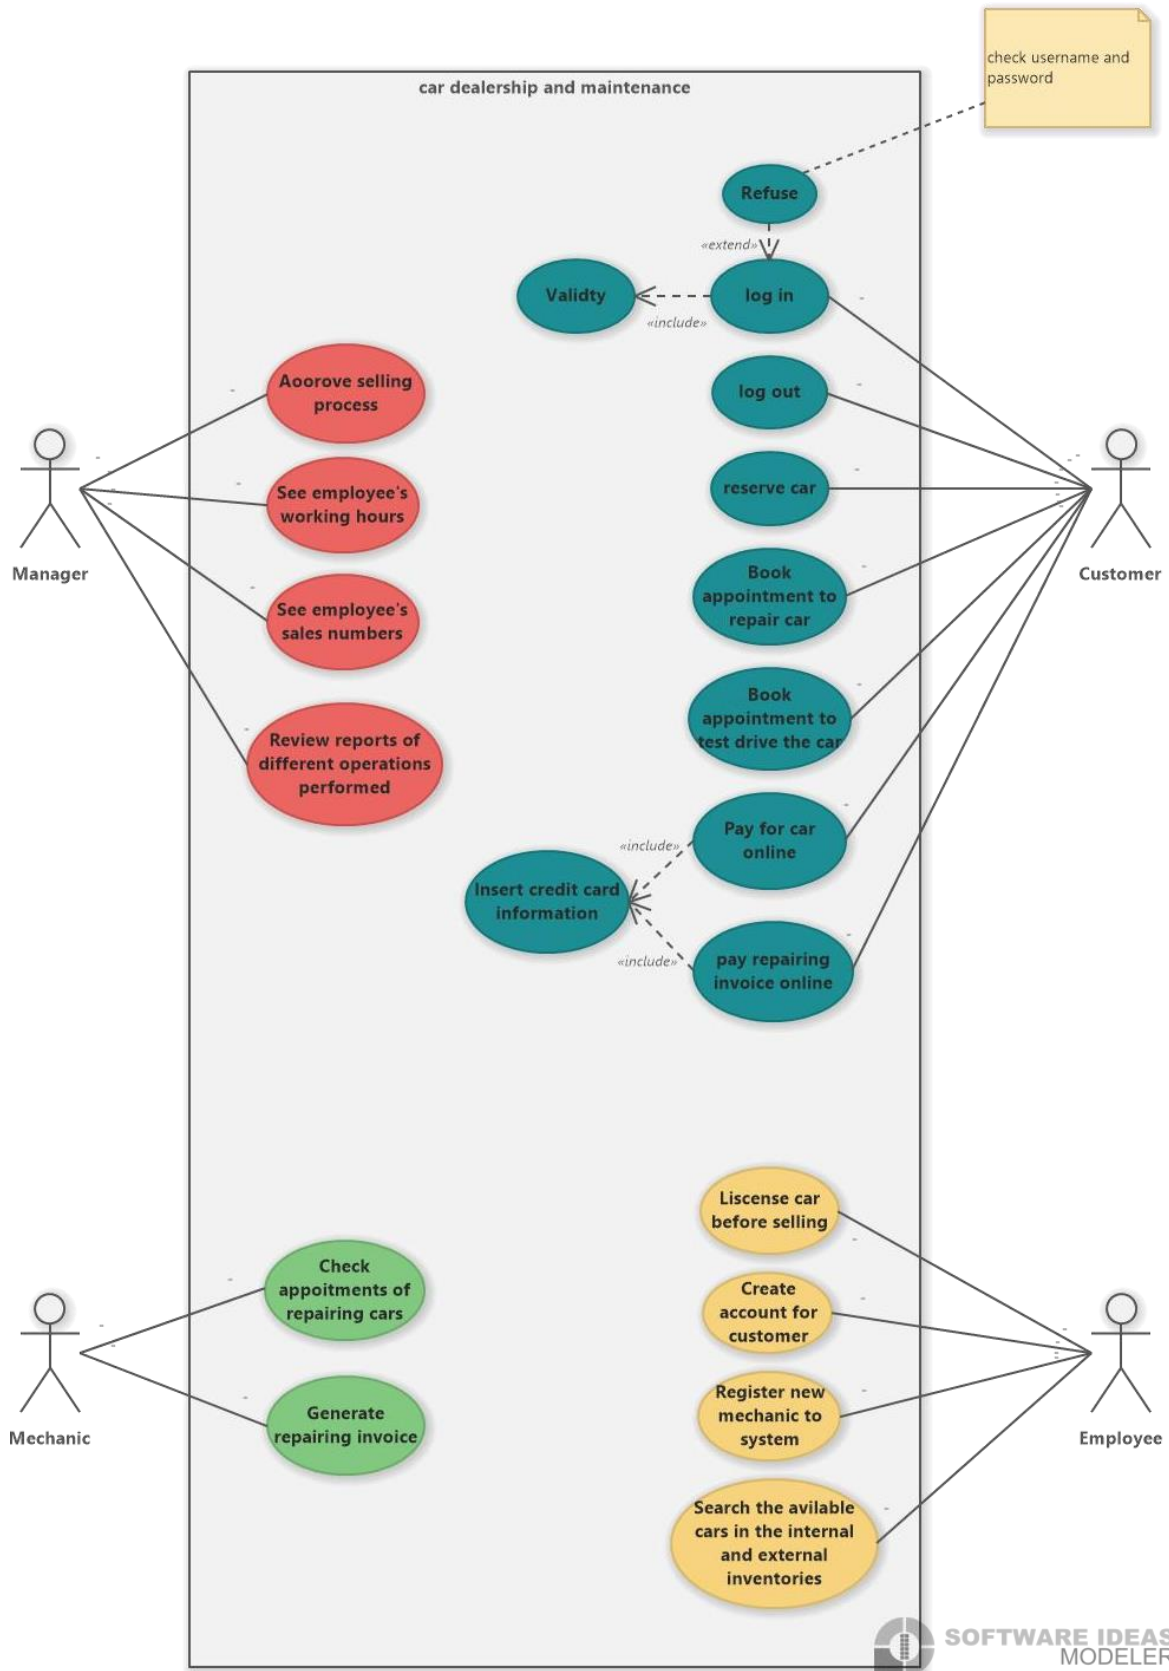 check username and
password
car dealership and maintenance
Refuse
«extend»
Validty
log in
«include»
Aoorove selling
process
log out
See employee's
working hours
reserve car
Manager
Customer
See employee's
sales numbers
Book
appointment to
repair car
Book
appointment to
test drive the car
Review reports of
different operations
performed
Pay for car
online
«include»
Insert credit card
information
«include»
pay repairing
invoice online
Liscense car
before selling
Check
appoitments of
repairing cars
Create
account for
customer
Mechanic
Employee
Generate
repairing invoice
Register new
mechanic to
system
Search the avilable
cars in the internal
and external
inventories
SOFTWARE IDEAS
MODELER